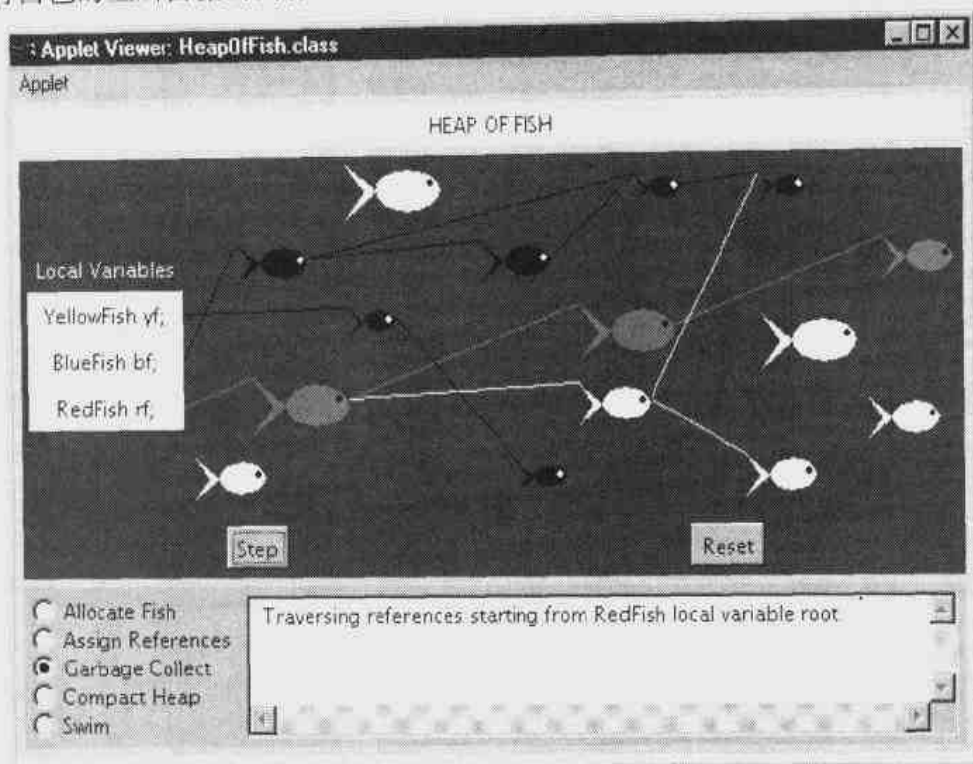 : Applet Viewer: HeapOfFish.class
Applet
HEAP OF FISH
Local Variables
YellowFish yf;
BlueFish bf;
RedFish rf;
Step
Reset
Allocate Fish
Assign References
Garbage Collect
Compact Heap
Swim
Traversing references starting from RedFish local variable root.